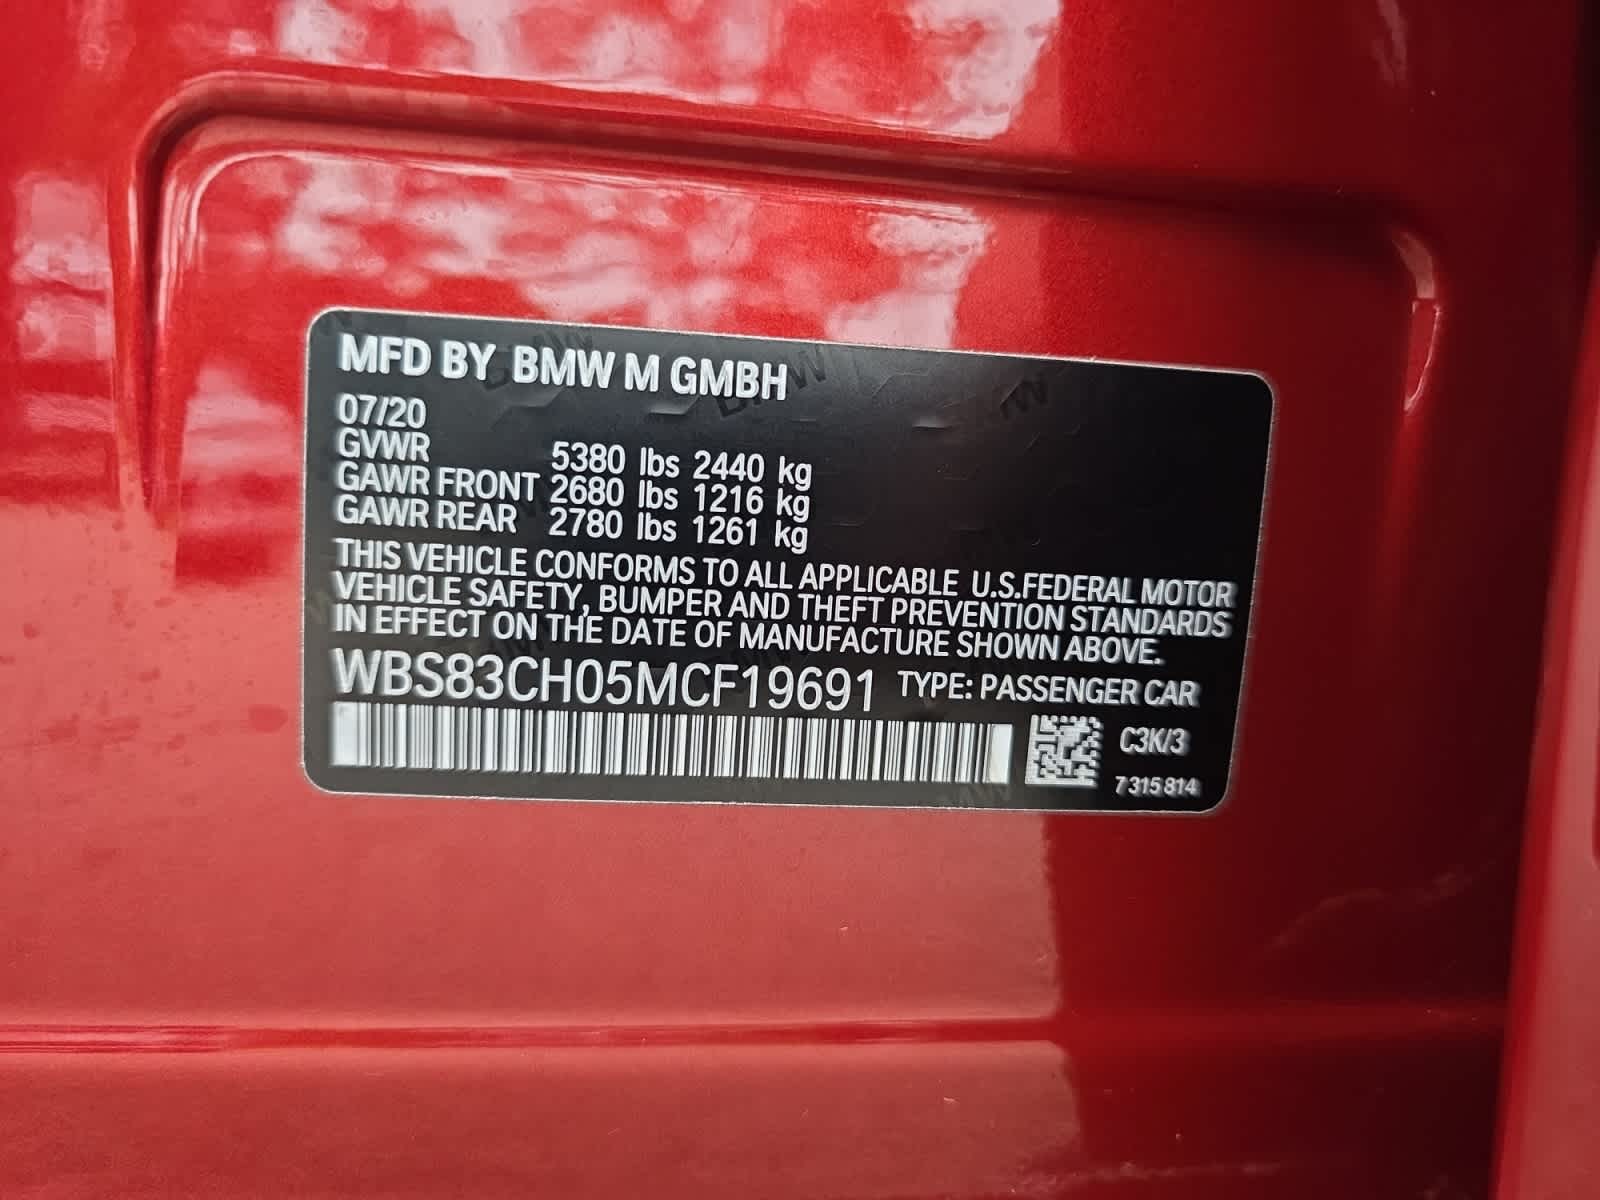 MFD BY BMW M GMBH
07/20
GVWR 5380 lbs 2440 kg
GAWR FRONT 2680 lbs 1216 kg
GAWR REAR 2780 lbs 1261 kg
THIS VEHICLE CONFORMS TO ALL APPLICABLE U.S.FEDERAL MOTOR
VEHICLE SAFETY, BUMPER AND THEFT PREVENTION STANDARDS
IN EFFECT ON THE DATE OF MANUFACTURE SHOWN ABOVE.
WBS83CH05MCF19691 TYPE: PASSENGER CAR
C3K/3
7 315 814